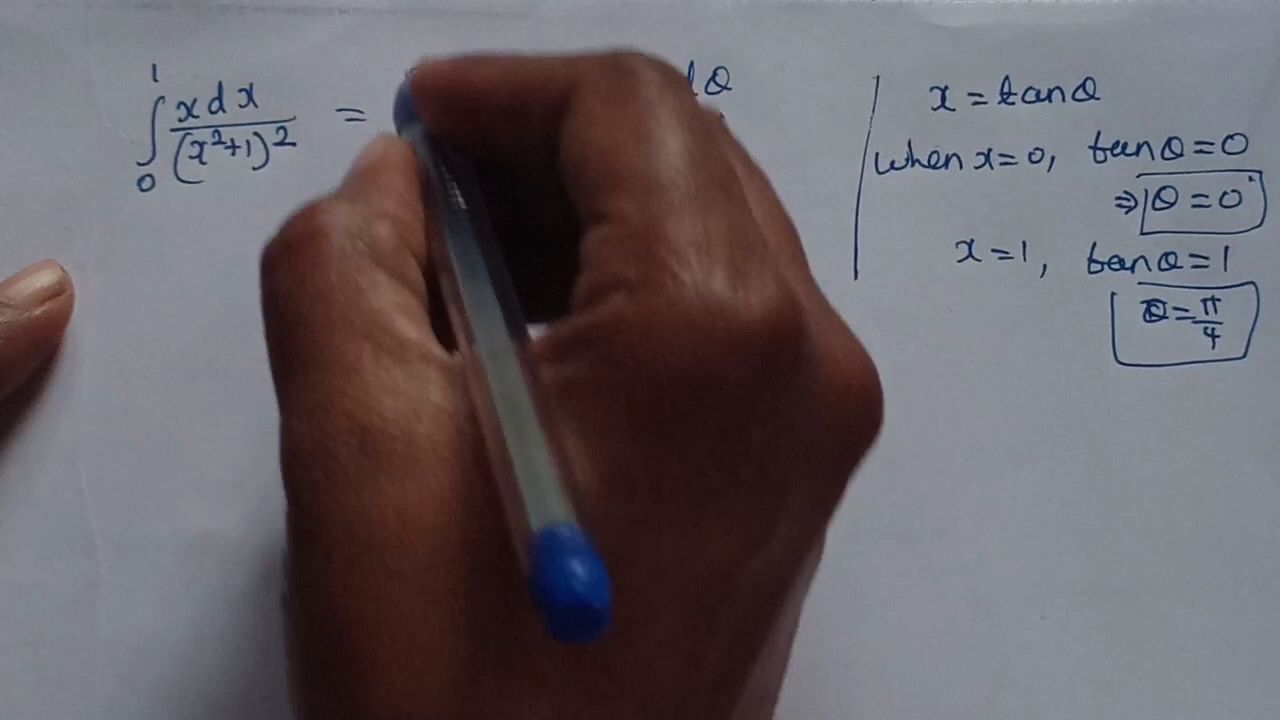 ∫₀¹ x dx / (x²+1)² = dθ
x = tanθ
when x=0, tanθ=0
⇒ θ=0
x=1, tanθ=1
θ=π/4